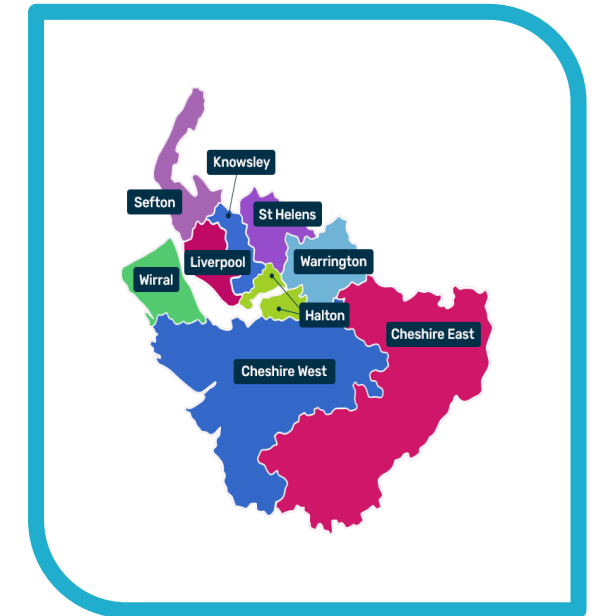 Knowsley
Sefton
St Helens
Liverpool
Warrington
Wirral
Halton
Cheshire East
Cheshire West